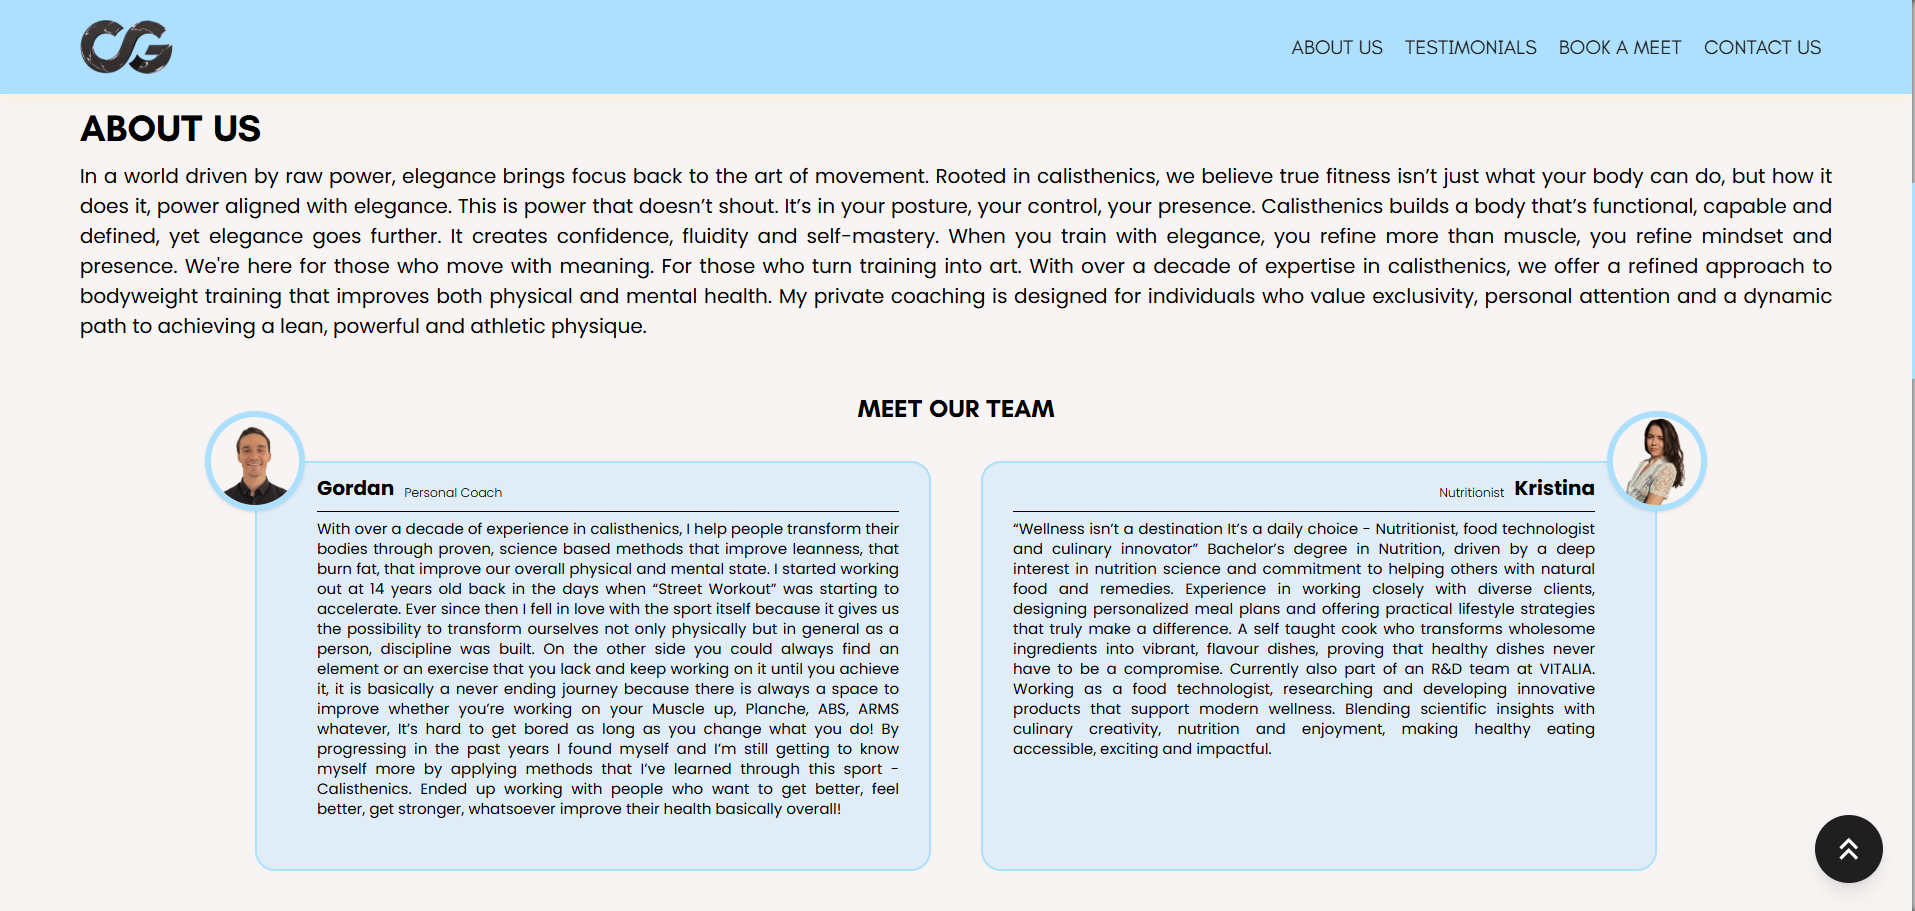 CG
ABOUT US TESTIMONIALS BOOK A MEET CONTACT US
ABOUT US
In a world driven by raw power, elegance brings focus back to the art of movement. Rooted in calisthenics, we believe true fitness isn’t just what your body can do, but how it
does it, power aligned with elegance. This is power that doesn’t shout. It’s in your posture, your control, your presence. Calisthenics builds a body that’s functional, capable and
defined, yet elegance goes further. It creates confidence, fluidity and self-mastery. When you train with elegance, you refine more than muscle, you refine mindset and
presence. We're here for those who move with meaning. For those who turn training into art. With over a decade of expertise in calisthenics, we offer a refined approach to
bodyweight training that improves both physical and mental health. My private coaching is designed for individuals who value exclusivity, personal attention and a dynamic
path to achieving a lean, powerful and athletic physique.
MEET OUR TEAM
Gordan Personal Coach
With over a decade of experience in calisthenics, I help people transform their
bodies through proven, science based methods that improve leanness, that
burn fat, that improve our overall physical and mental state. I started working
out at 14 years old back in the days when “Street Workout” was starting to
accelerate. Ever since then I fell in love with the sport itself because it gives us
the possibility to transform ourselves not only physically but in general as a
person, discipline was built. On the other side you could always find an
element or an exercise that you lack and keep working on it until you achieve
it, it is basically a never ending journey because there is always a space to
improve whether you’re working on your Muscle up, Planche, ABS, ARMS
whatever, It’s hard to get bored as long as you change what you do! By
progressing in the past years I found myself and I’m still getting to know
myself more by applying methods that I’ve learned through this sport -
Calisthenics. Ended up working with people who want to get better, feel
better, get stronger, whatsoever improve their health basically overall!
Nutritionist Kristina
“Wellness isn’t a destination It’s a daily choice - Nutritionist, food technologist
and culinary innovator” Bachelor’s degree in Nutrition, driven by a deep
interest in nutrition science and commitment to helping others with natural
food and remedies. Experience in working closely with diverse clients,
designing personalized meal plans and offering practical lifestyle strategies
that truly make a difference. A self taught cook who transforms wholesome
ingredients into vibrant, flavour dishes, proving that healthy dishes never
have to be a compromise. Currently also part of an R&D team at VITALIA.
Working as a food technologist, researching and developing innovative
products that support modern wellness. Blending scientific insights with
culinary creativity, nutrition and enjoyment, making healthy eating
accessible, exciting and impactful.